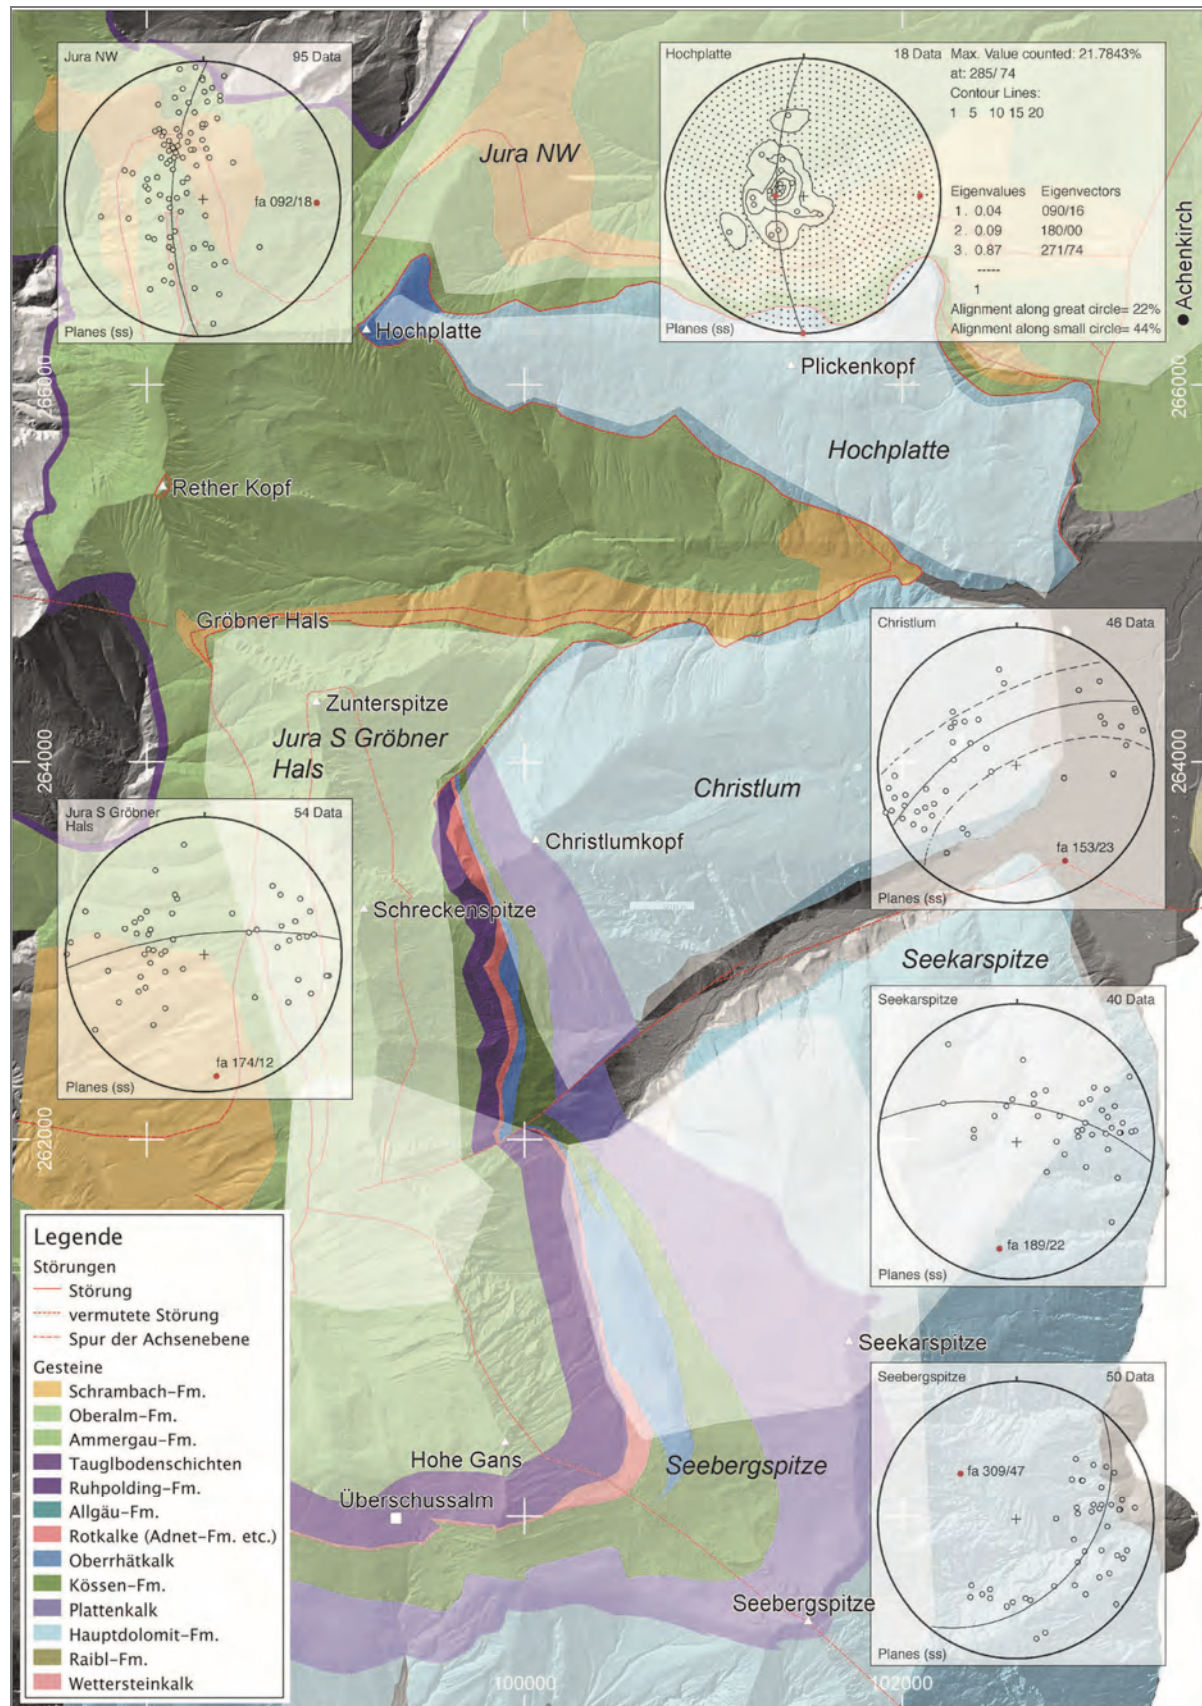 Jura NW 95 Data
fa 092/18
Planes (ss)
Hochplatte 18 Data Max. Value counted: 21.7843%
at: 285/ 74
Contour Lines:
1 5 10 15 20
Eigenvalues Eigenvectors
1. 0.04 090/16
2. 0.09 180/00
3. 0.87 271/74
-----
1
Alignment along great circle= 22%
Planes (ss) Alignment along small circle= 44%
Jura NW
Achenkirch
Hochplatte
Plickenkopf
266000
266000
Hochplatte
Rether Kopf
Gröbner Hals
Christlum 46 Data
fa 153/23
Planes (ss)
Zunterspitze
Jura S Gröbner
Hals
264000
264000
Christlum
Jura S Gröbner 54 Data
Hals
fa 174/12
Planes (ss)
Christlumkopf
Schreckenspitze
Seekarspitze
Seekarspitze 40 Data
fa 189/22
Planes (ss)
262000
Legende
Störungen
Störung
vermutete Störung
Spur der Achsenebene
Gesteine
Schrambach-Fm.
Oberalm-Fm.
Ammergau-Fm.
Tauglbodenschichten
Ruhpolding-Fm.
Allgäu-Fm.
Rotkalke (Adnet-Fm. etc.)
Oberrhätkalk
Kössen-Fm.
Plattenkalk
Hauptdolomit-Fm.
Raibl-Fm.
Wettersteinkalk
Seekarspitze
Seebergspitze 50 Data
fa 309/47
Planes (ss)
Hohe Gans
Seebergspitze
Überschussalm
Seebergspitze
100000
102000